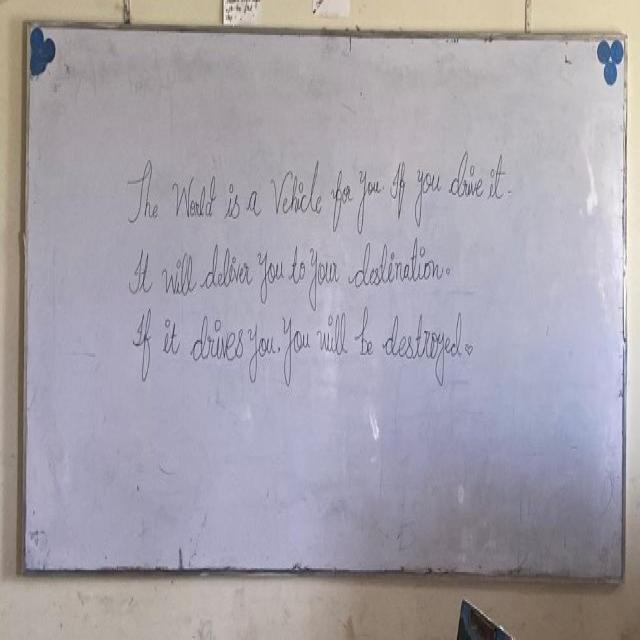 The World is a Vehicle for you If you drive it.
It will deliver you to your destination.
If it drives you. You will be destroyed.